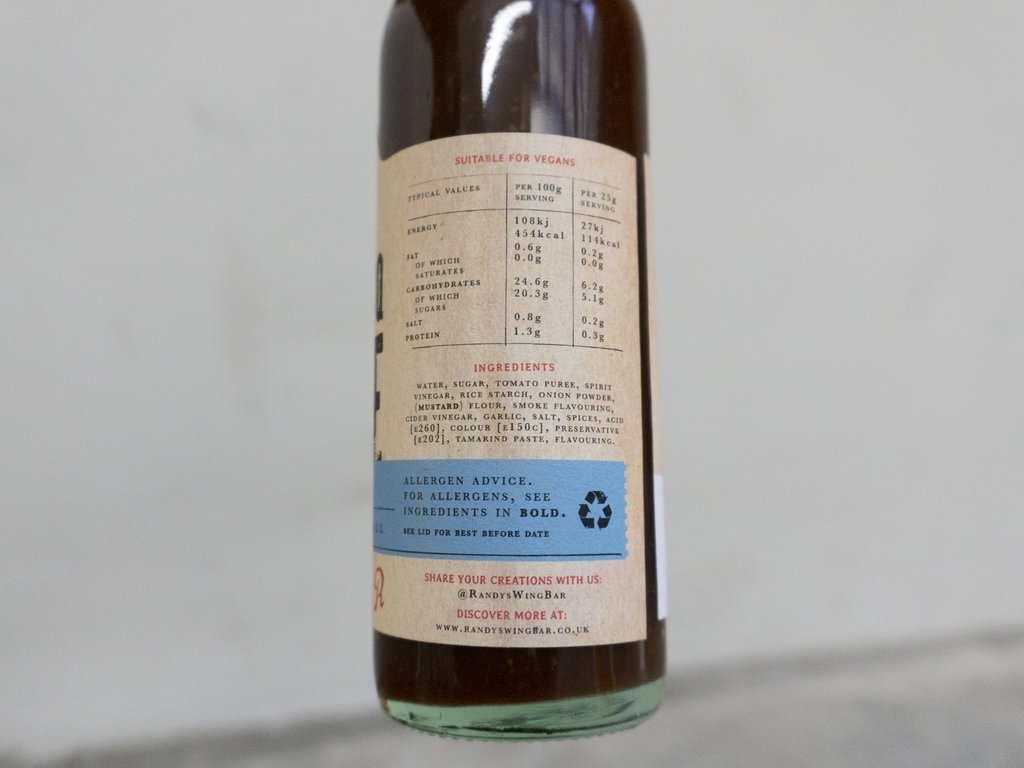 SUITABLE FOR VEGANS
TYPICAL VALUES PER 100g SERVING PER 25g SERVING
ENERGY 108kj 27kj
454kcal 114kcal
FAT 0.6g 0.2g
OF WHICH SATURATES 0.0g 0.0g
CARBOHYDRATES 24.6g 6.2g
OF WHICH SUGARS 20.3g 5.1g
SALT 0.8g 0.2g
PROTEIN 1.3g 0.3g
INGREDIENTS
WATER, SUGAR, TOMATO PUREE, SPIRIT
VINEGAR, RICE STARCH, ONION POWDER,
(MUSTARD) FLOUR, SMOKE FLAVOURING,
CIDER VINEGAR, GARLIC, SALT, SPICES, ACID
[E260], COLOUR [E150C], PRESERVATIVE
[E202], TAMARIND PASTE, FLAVOURING.
ALLERGEN ADVICE.
FOR ALLERGENS, SEE
INGREDIENTS IN BOLD.
SEE LID FOR BEST BEFORE DATE
SHARE YOUR CREATIONS WITH US:
@RANDYSWINGBAR
DISCOVER MORE AT:
WWW.RANDYSWINGBAR.CO.UK